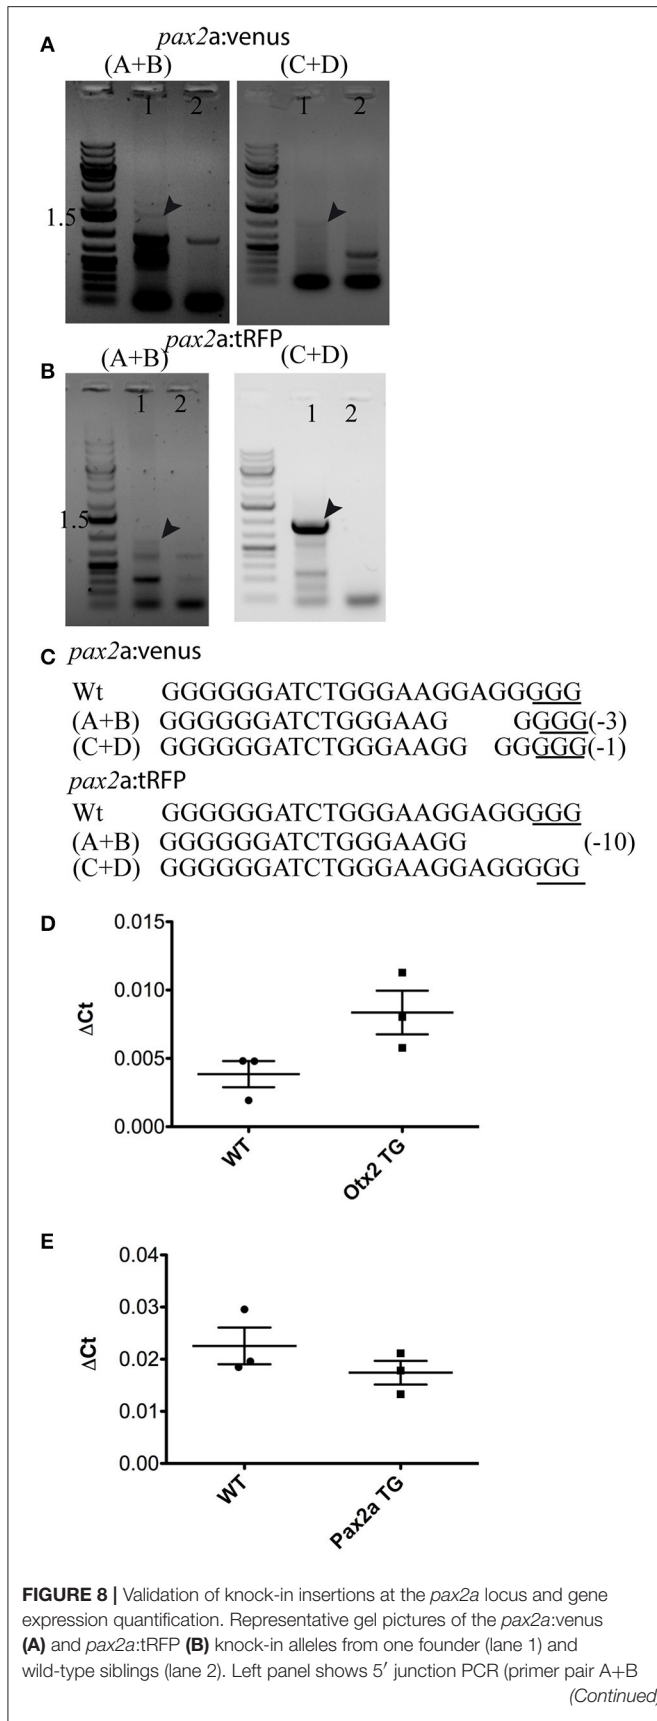 A
pax2a:venus
(A+B) (C+D)
1 2 1 2
1.5
pax2a:tRFP
B (A+B) (C+D)
1 2 1 2
1.5
C pax2a:venus
Wt GGGGGGATCTGGGAAGGAGGGGG
(A+B) GGGGGGATCTGGGAAG GGGG(-3)
(C+D) GGGGGGATCTGGGAAGG GGGGG(-1)
pax2a:tRFP
Wt GGGGGGATCTGGGAAGGAGGGGG
(A+B) GGGGGGATCTGGGAAGG (-10)
(C+D) GGGGGGATCTGGGAAGGAGGGGG
D
0.015
0.010
0.005
0.000
ΔCt
WT Otx2 TG
E
0.04
0.03
0.02
0.01
0.00
ΔCt
WT Pax2a TG
FIGURE 8 | Validation of knock-in insertions at the pax2a locus and gene
expression quantification. Representative gel pictures of the pax2a:venus
(A) and pax2a:tRFP (B) knock-in alleles from one founder (lane 1) and
wild-type siblings (lane 2). Left panel shows 5′ junction PCR (primer pair A+B
(Continued)